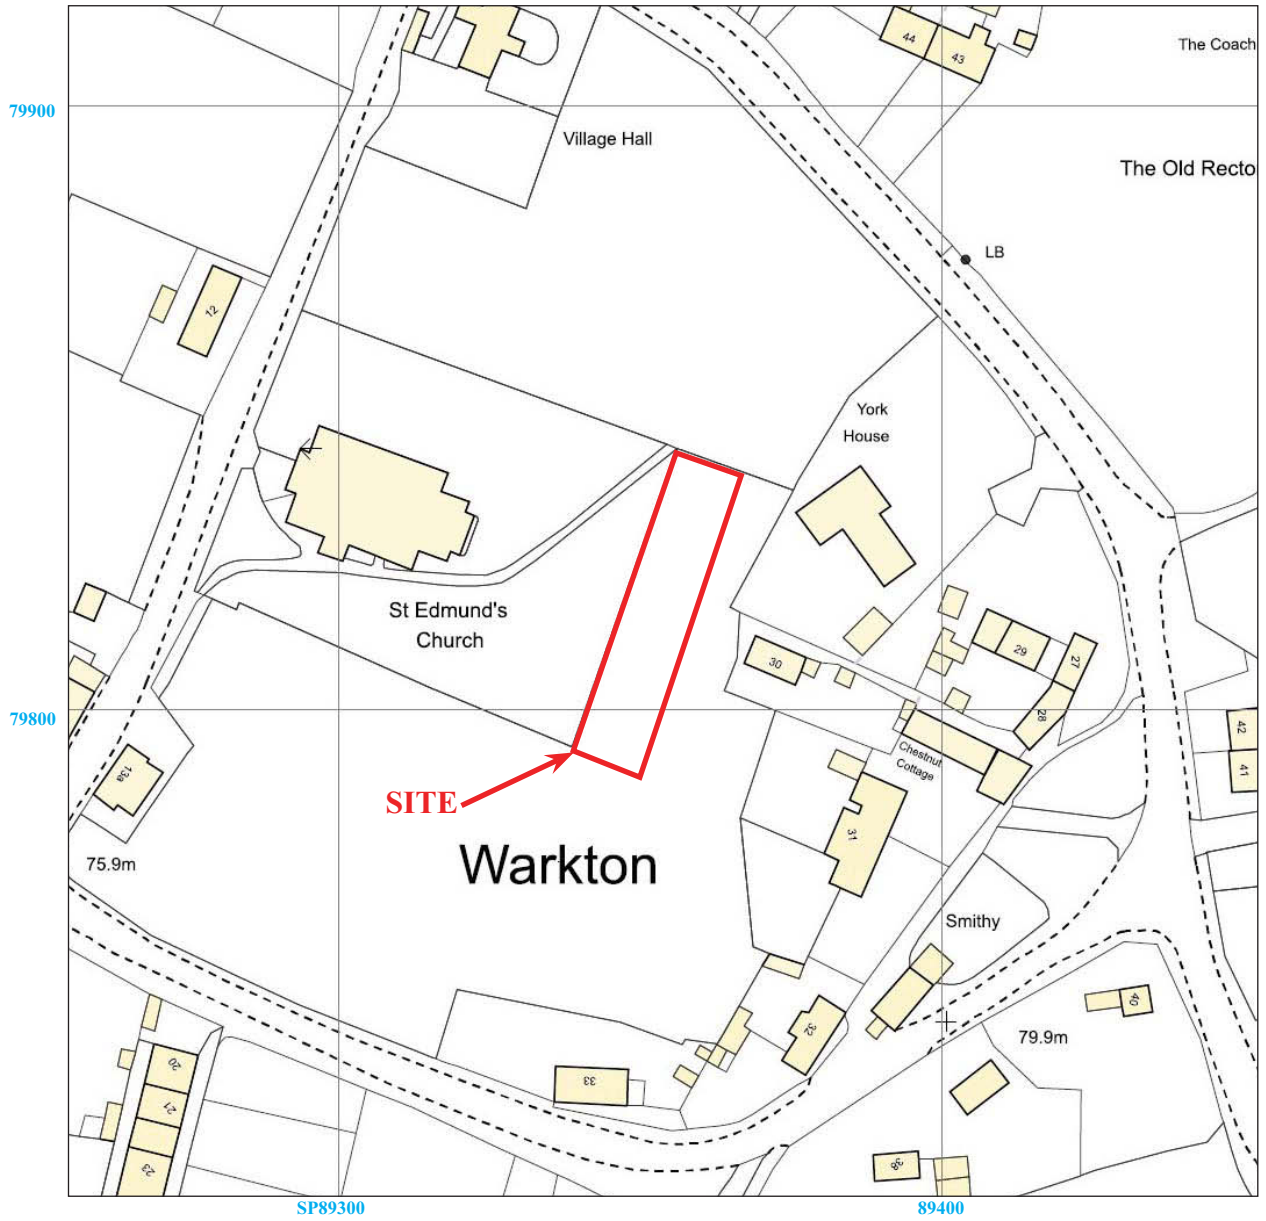 44
43
The Coach
79900
Village Hall
The Old Recto
LB
12
York
House
St Edmund's
Church
30
29
27
28
79800
42
Chestnut
Cottage
41
13a
SITE
31
75.9m
Warkton
Smithy
40
32
79.9m
20
33
21
23
38
SP89300
89400